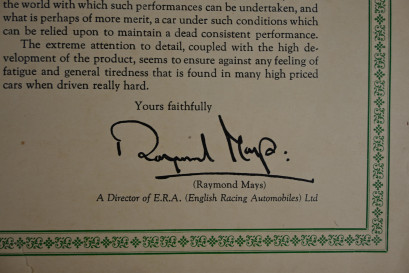 the world with which such performances can be undertaken, and
what is perhaps of more merit, a car under such conditions which
can be relied upon to maintain a dead consistent performance.
The extreme attention to detail, coupled with the high de-
velopment of the product, seems to ensure against any feeling of
fatigue and general tiredness that is found in many high priced
cars when driven really hard.
Yours faithfully
Raymond Mays.
(Raymond Mays)
A Director of E.R.A. (English Racing Automobiles) Ltd